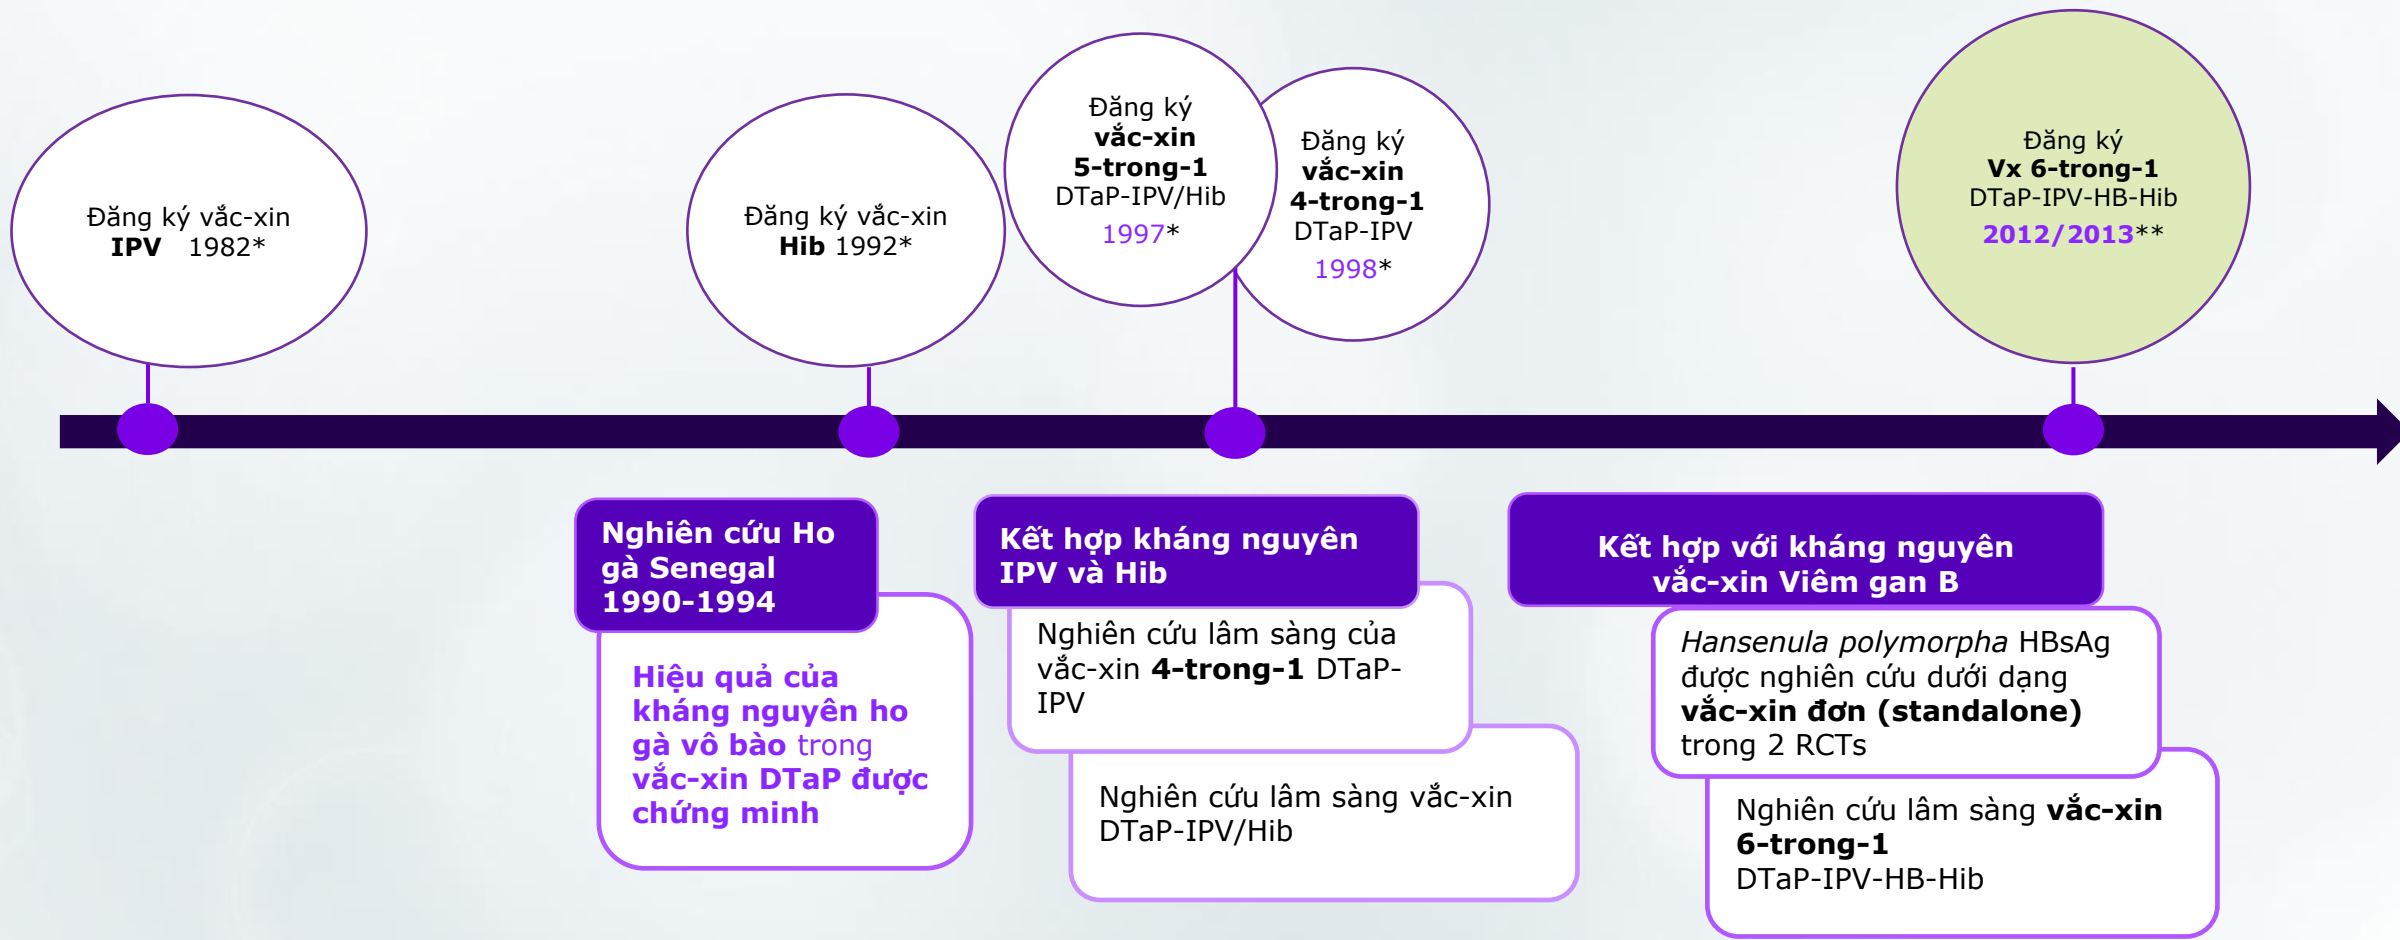 Đăng ký vắc-xin
IPV 1982*
Đăng ký vắc-xin
Hib 1992*
Đăng ký
vắc-xin
5-trong-1
DTaP-IPV/Hib
1997*
Đăng ký
vắc-xin
4-trong-1
DTaP-IPV
1998*
Đăng ký
Vx 6-trong-1
DTaP-IPV-HB-Hib
2012/2013**
Nghiên cứu Ho
gà Senegal
1990-1994
Hiệu quả của
kháng nguyên ho
gà vô bào trong
vắc-xin DTaP được
chứng minh
Kết hợp kháng nguyên
IPV và Hib
Nghiên cứu lâm sàng của
vắc-xin 4-trong-1 DTaP-
IPV
Nghiên cứu lâm sàng vắc-xin
DTaP-IPV/Hib
Kết hợp với kháng nguyên
vắc-xin Viêm gan B
Hansenula polymorpha HBsAg
được nghiên cứu dưới dạng
vắc-xin đơn (standalone)
trong 2 RCTs
Nghiên cứu lâm sàng vắc-xin
6-trong-1
DTaP-IPV-HB-Hib